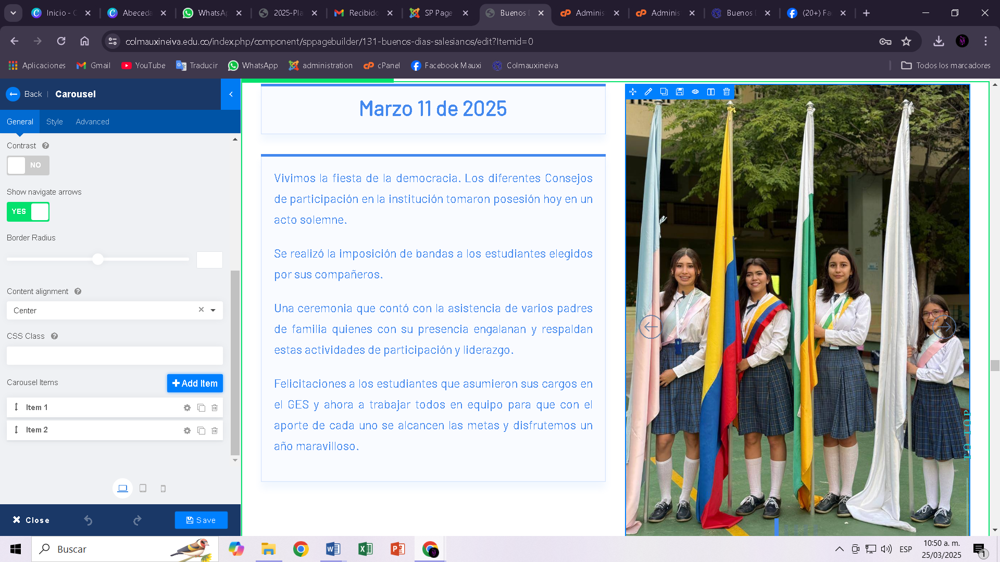 Inicio - C
Abeceda
WhatsAp
2025-Pla
Recibido
SP Page
Buenos D
Adminis
Adminis
Buenos D
(20+) Fa
colmauxineiva.edu.co/index.php/component/sppagebuilder/131-buenos-dias-salesianos/edit?Itemid=0
Aplicaciones
Gmail
YouTube
Traducir
WhatsApp
administration
cPanel
Facebook Mauxi
Colmauxineiva
Todos los marcadores
Back
Carousel
General
Style
Advanced
Contrast
NO
Show navigate arrows
YES
Border Radius
Content alignment
Center
CSS Class
Carousel Items
Add Item
Item 1
Item 2
Close
Save
Marzo 11 de 2025
Vivimos la fiesta de la democracia. Los diferentes Consejos
de participación en la institución tomaron posesión hoy en un
acto solemne.
Se realizó la imposición de bandas a los estudiantes elegidos
por sus compañeros.
Una ceremonia que contó con la asistencia de varios padres
de familia quienes con su presencia engalanan y respaldan
estas actividades de participación y liderazgo.
Felicitaciones a los estudiantes que asumieron sus cargos en
el GES y ahora a trabajar todos en equipo para que con el
aporte de cada uno se alcancen las metas y disfrutemos un
año maravilloso.
TO TOP
Buscar
ESP
10:50 a. m.
25/03/2025
1